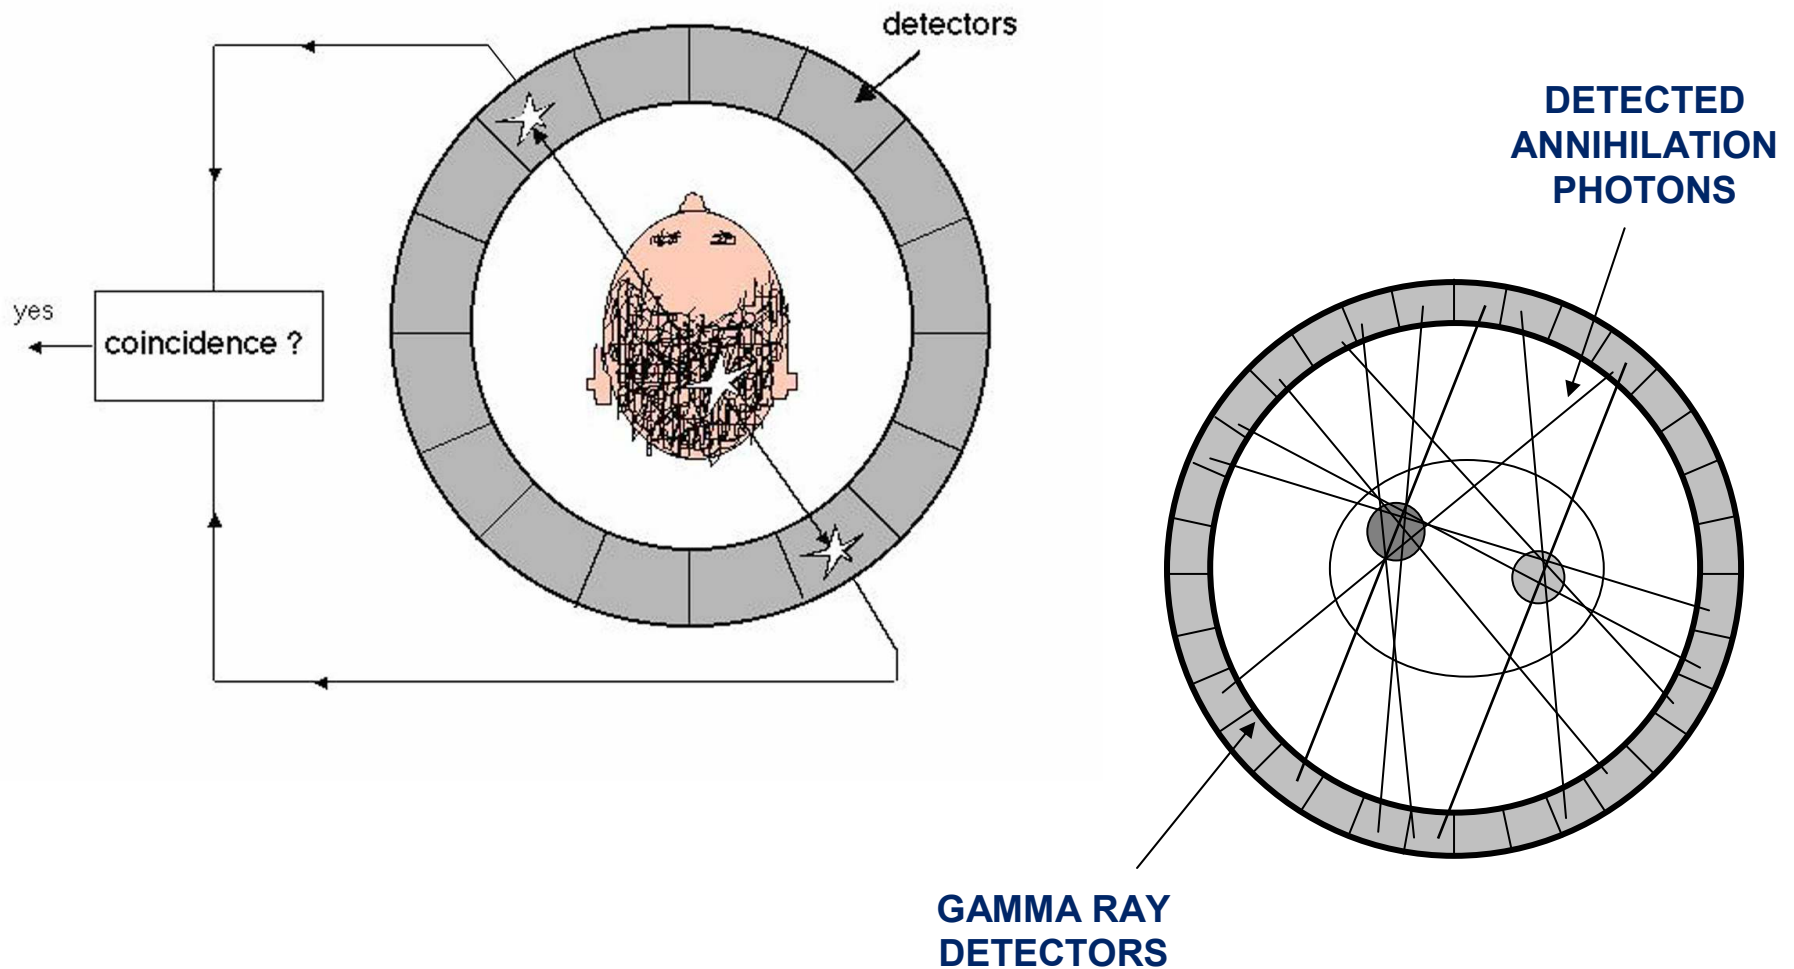 detectors
yes
coincidence ?
DETECTED
ANNIHILATION
PHOTONS
GAMMA RAY
DETECTORS